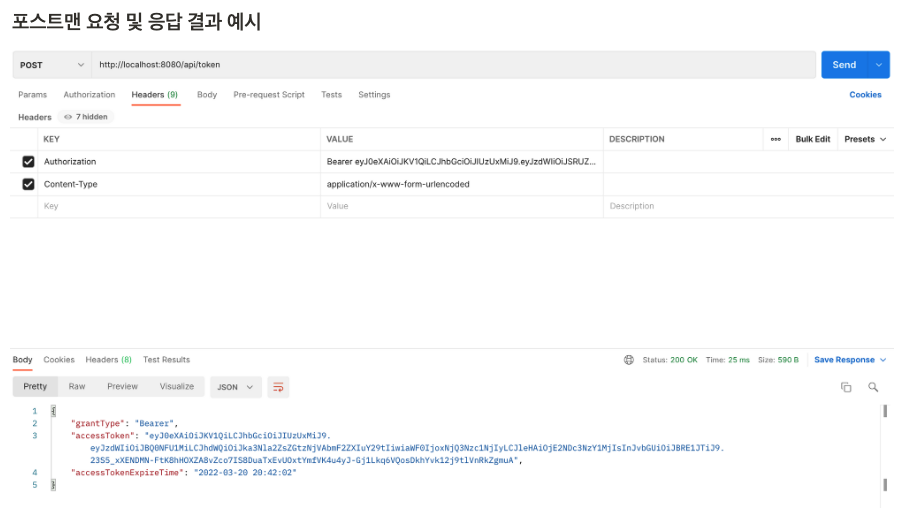 포스트맨 요청 및 응답 결과 예시
POST http://localhost:8080/api/token Send
Params Authorization Headers (9) Body Pre-request Script Tests Settings Cookies
Headers 7 hidden
KEY VALUE DESCRIPTION ooo Bulk Edit Presets
Authorization Bearer eyJ0eXAiOiJKV1QiLCJhbGciOiJIUzUxMiJ9.eyJzdWIiOiJSRUZ...
Content-Type application/x-www-form-urlencoded
Key Value Description
Body Cookies Headers (8) Test Results Status: 200 OK Time: 25 ms Size: 590 B Save Response
Pretty Raw Preview Visualize JSON
1 {
2 "grantType": "Bearer",
3 "accessToken": "eyJ0eXAiOiJKV1QiLCJhbGciOiJIUzUxMiJ9.
4 "accessTokenExpireTime": "2022-03-20 20:42:02"
5 }